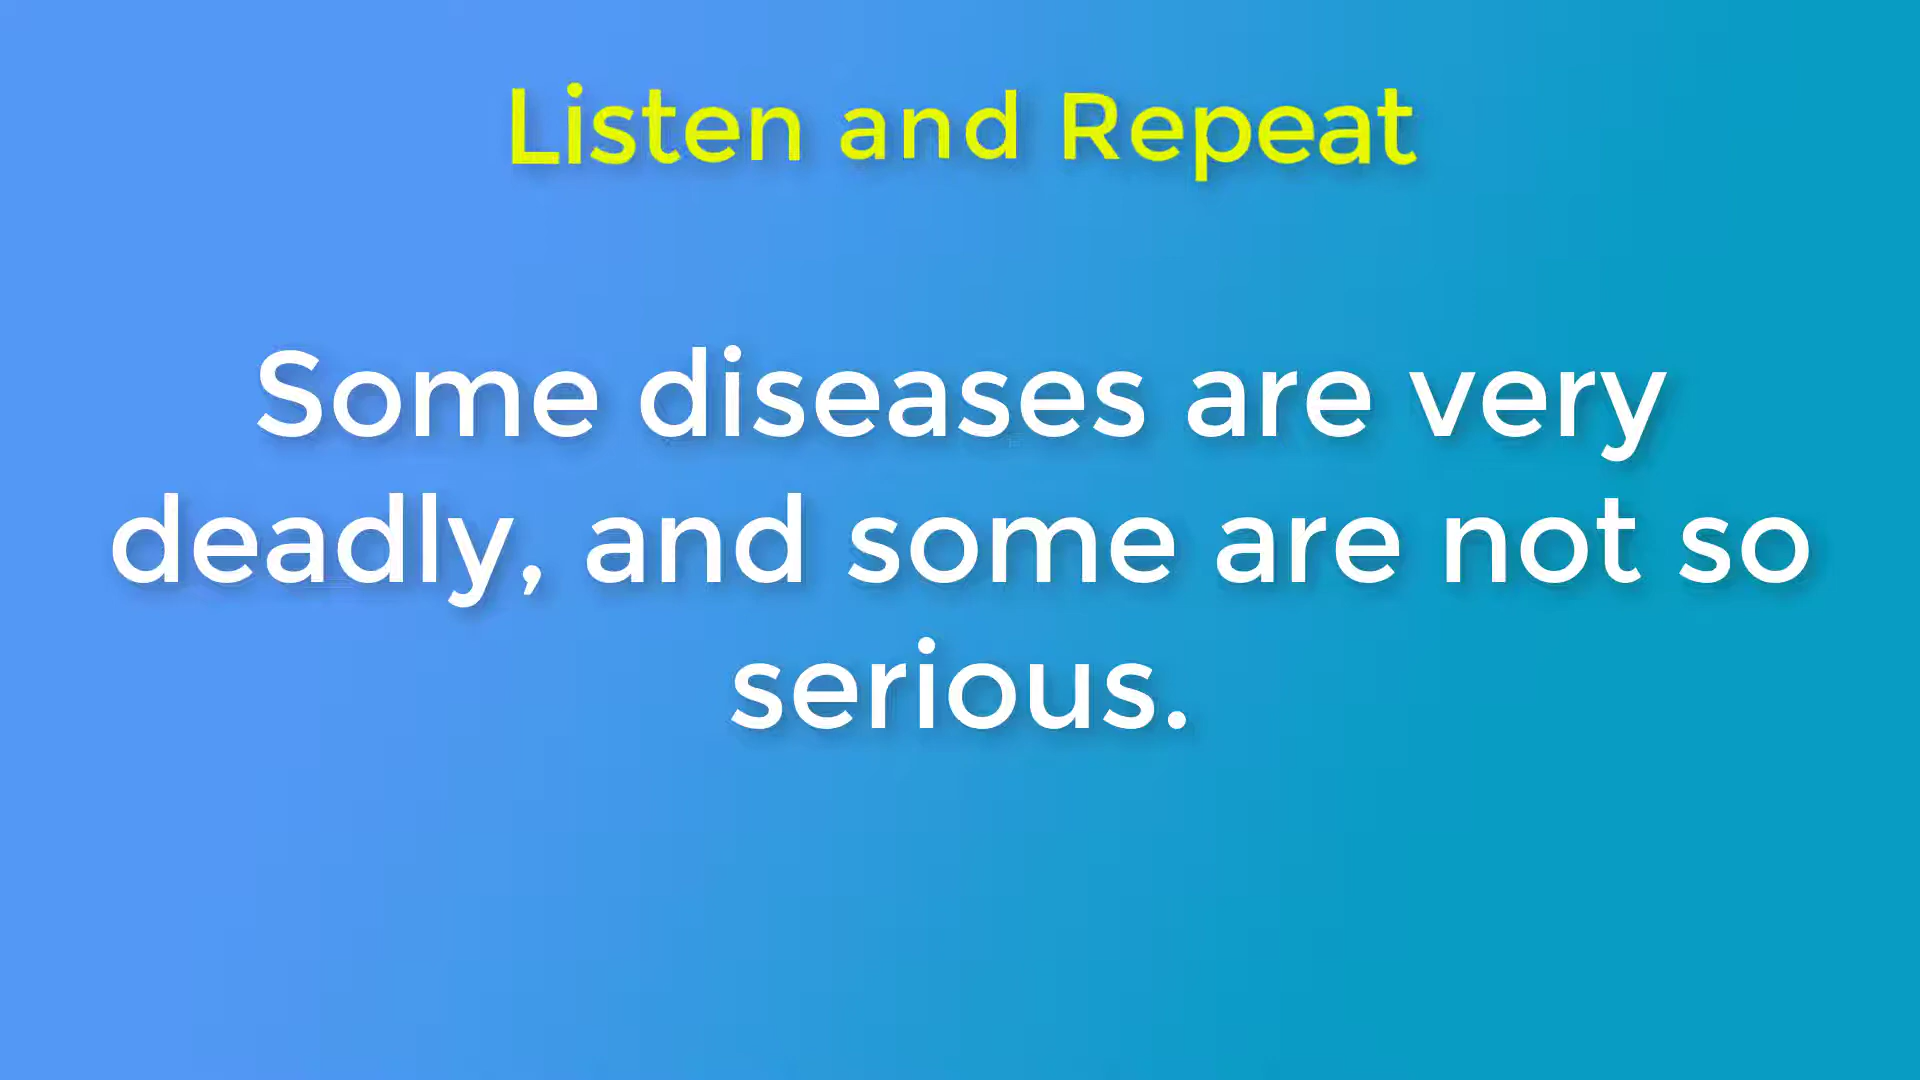 Listen and Repeat
Some diseases are very
deadly, and some are not so
serious.